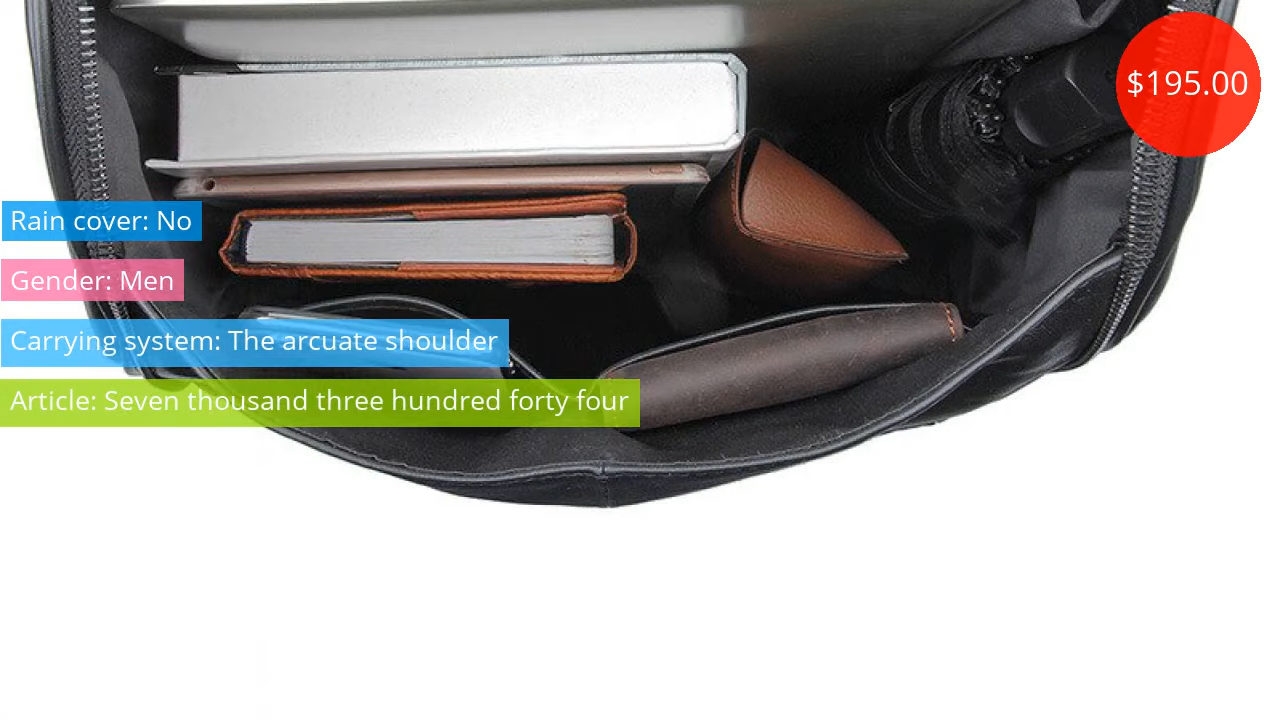 $195.00
Rain cover: No
Gender: Men
Carrying system: The arcuate shoulder
Article: Seven thousand three hundred forty four